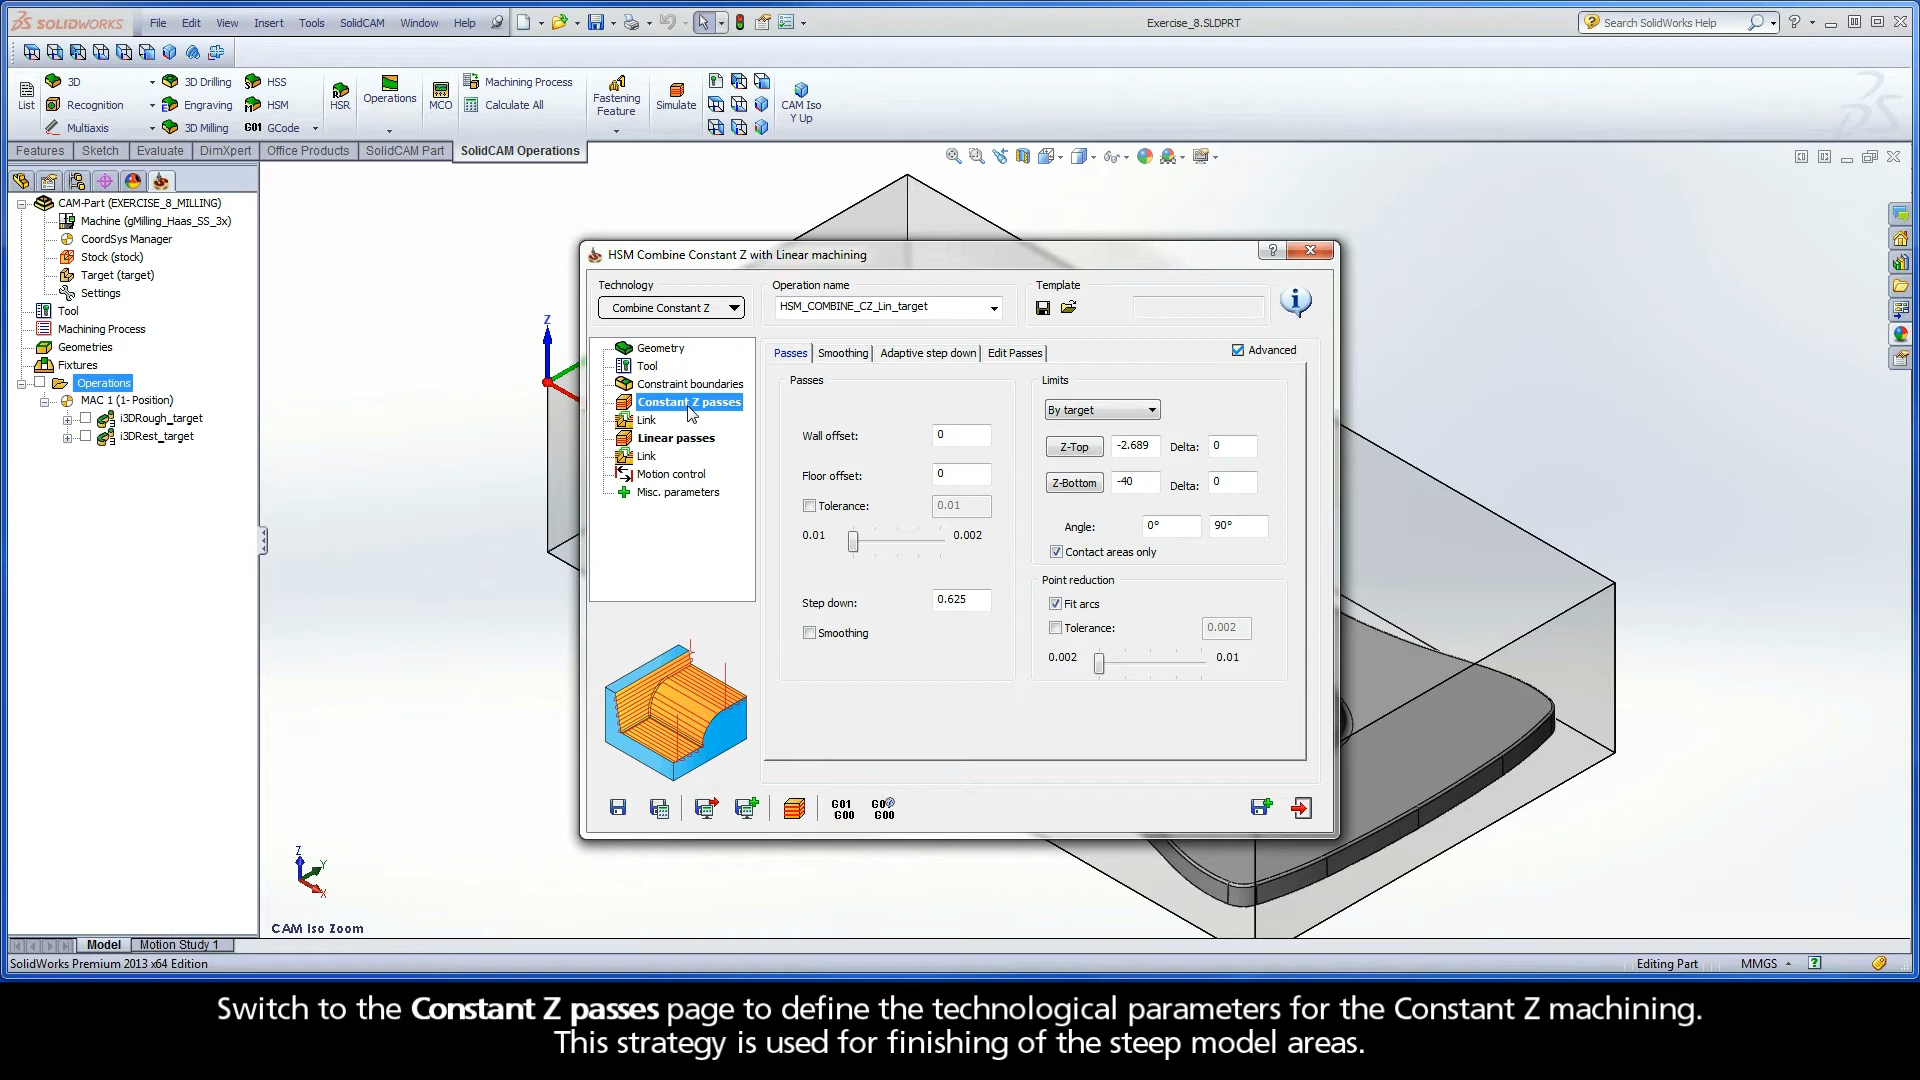 SOLIDWORKS File Edit View Insert Tools SolidCAM Window Help Exercise_8.SLDPRT Search SolidWorks Help
3D 3D Drilling HSS Machining Process
List Recognition Engraving HSM HSR Operations MCO Calculate All Fastening Feature Simulate CAM Iso Y Up
Multiaxis 3D Milling G01 GCode
Features Sketch Evaluate DimXpert Office Products SolidCAM Part SolidCAM Operations
CAM-Part (EXERCISE_8_MILLING)
Machine (gMilling_Haas_SS_3x)
CoordSys Manager
Stock (stock)
Target (target)
Settings
Tool
Machining Process
Geometries
Fixtures
Operations
MAC 1 (1- Position)
i3DRough_target
i3DRest_target
Z
HSM Combine Constant Z with Linear machining
Technology Operation name Template
Combine Constant Z HSM_COMBINE_CZ_Lin_target
Geometry
Tool
Constraint boundaries
Constant Z passes
Link
Linear passes
Link
Motion control
Misc. parameters
Passes Smoothing Adaptive step down Edit Passes Advanced
Passes
Wall offset: 0
Floor offset: 0
Tolerance: 0.01
0.01 0.002
Step down: 0.625
Smoothing
Limits
By target
Z-Top -2.689 Delta: 0
Z-Bottom -40 Delta: 0
Angle: 0° 90°
Contact areas only
Point reduction
Fit arcs
Tolerance: 0.002
0.002 0.01
G01 G00
G00
Z Y X
CAM Iso Zoom
Model Motion Study 1
SolidWorks Premium 2013 x64 Edition Editing Part MMGS
Switch to the Constant Z passes page to define the technological parameters for the Constant Z machining.
This strategy is used for finishing of the steep model areas.